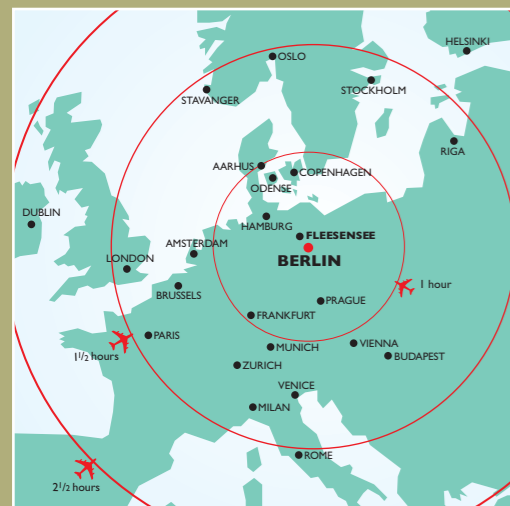 HELSINKI
OSLO
STOCKHOLM
STAVANGER
RIGA
AARHUS
COPENHAGEN
ODENSE
DUBLIN
HAMBURG
FLEESENSEE
AMSTERDAM
BERLIN
LONDON
BRUSSELS
1 hour
PRAGUE
FRANKFURT
PARIS
MUNICH
VIENNA
1½ hours
BUDAPEST
ZURICH
VENICE
MILAN
ROME
2½ hours